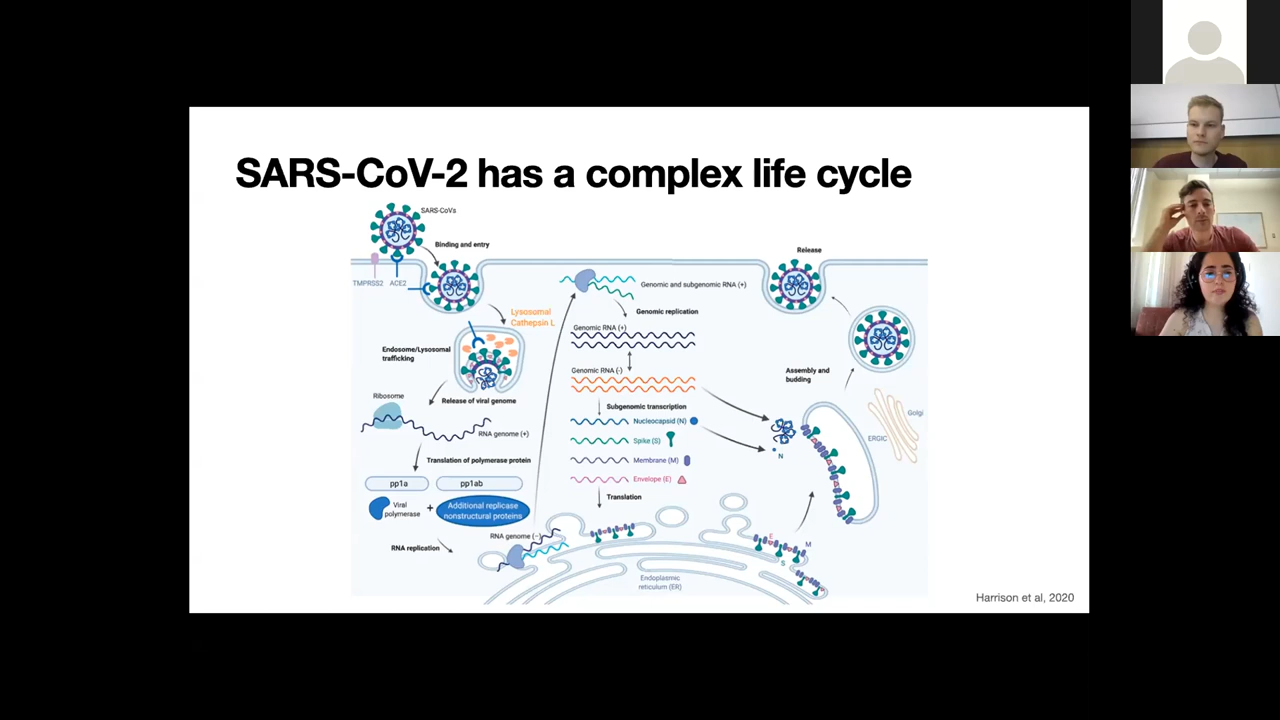 SARS-CoV-2 has a complex life cycle
SARS-CoVs
Binding and entry
TMPRSS2
ACE2
Lysosomal
Cathepsin L
Endosome/Lysosomal
trafficking
Release of viral genome
Ribosome
RNA genome (+)
Translation of polymerase protein
pp1a
pp1ab
Viral
polymerase
+
Additional replicase
nonstructural proteins
RNA replication
RNA genome (−)
Genomic and subgenomic RNA (+)
Genomic replication
Genomic RNA (+)
Genomic RNA (-)
Subgenomic transcription
Nucleocapsid (N)
Spike (S)
Membrane (M)
Envelope (E)
Translation
Endoplasmic
reticulum (ER)
E
M
S
N
Assembly and
budding
ERGIC
Golgi
Release
Harrison et al, 2020